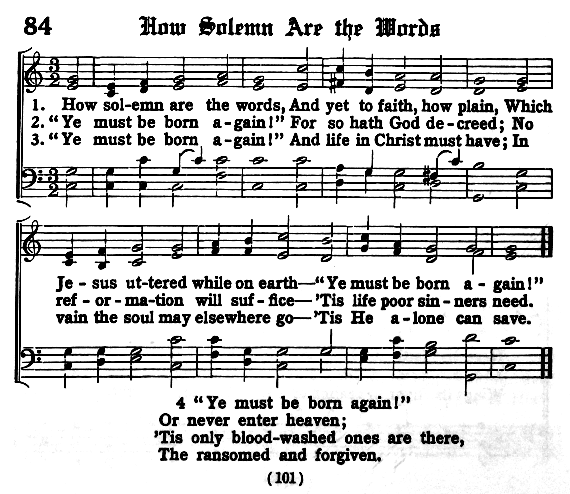 84 How Solemn Are the Words
1. How sol-emn are the words, And yet to faith, how plain, Which
2. “Ye must be born a-gain!” For so hath God de-creed; No
3. “Ye must be born a-gain!” And life in Christ must have; In
Je-sus ut-tered while on earth—“Ye must be born a-gain!”
ref-or-ma-tion will suf-fice—’Tis life poor sin-ners need.
vain the soul may elsewhere go—’Tis He a-lone can save.
4 “Ye must be born again!”
Or never enter heaven;
’Tis only blood-washed ones are there,
The ransomed and forgiven.
(101)